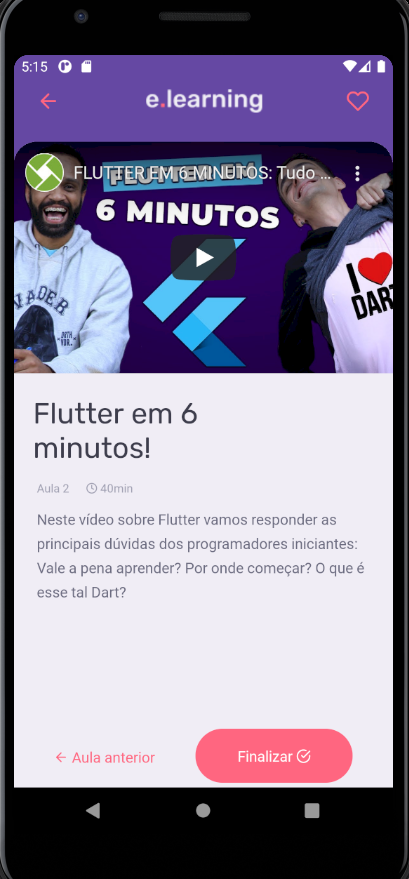 5:15
e.learning
FLUTTER EM 6 MINUTOS: Tudo ...
FLUTTER EM
6 MINUTOS
VADER
I
DART
Flutter em 6
minutos!
Aula 2 40min
Neste vídeo sobre Flutter vamos responder as
principais dúvidas dos programadores iniciantes:
Vale a pena aprender? Por onde começar? O que é
esse tal Dart?
Aula anterior Finalizar